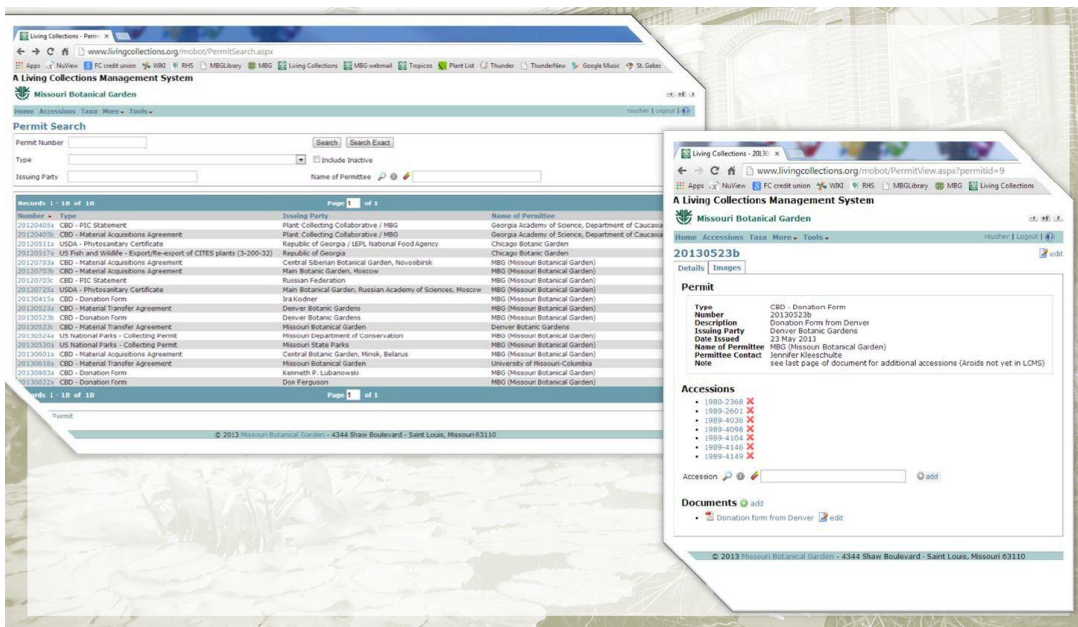 Living Collections - Permi
www.livingcollections.org/mobot/PermitSearch.aspx
Apps NuView FC credit union WIKI RHS MBGLibrary MBG Living Collections MBG webmail Tropicos Plant List Thunder ThunderNew Google Music St. Gabes
A Living Collections Management System
Missouri Botanical Garden
Home Accessions Taxa More Tools rsucher | Logout |
Permit Search
Permit Number Search Search Exact
Type Include Inactive
Issuing Party Name of Permittee
Records 1 - 18 of 18 Page 1 of 1
Number Type Issuing Party Name of Permittee
20120405a CBD - PIC Statement Plant Collecting Collaborative / MBG Georgia Academy of Science, Department of Caucasia
20120405b CBD - Material Acquisitions Agreement Plant Collecting Collaborative / MBG Georgia Academy of Science, Department of Caucasia
20120511a USDA - Phytosanitary Certificate Republic of Georgia / LEPL National Food Agency Chicago Botanic Garden
20120517a US Fish and Wildlife - Export/Re-export of CITES plants (3-200-32) Republic of Georgia Chicago Botanic Garden
20120703a CBD - Material Acquisitions Agreement Central Siberian Botanical Garden, Novosibirsk MBG (Missouri Botanical Garden)
20120703b CBD - Material Acquisitions Agreement Main Botanic Garden, Moscow MBG (Missouri Botanical Garden)
20120703c CBD - PIC Statement Russian Federation MBG (Missouri Botanical Garden)
20120723a USDA - Phytosanitary Certificate Main Botanical Garden, Russian Academy of Sciences, Moscow MBG (Missouri Botanical Garden)
20130415a CBD - Donation Form Ira Kodner MBG (Missouri Botanical Garden)
20130523a CBD - Material Transfer Agreement Denver Botanic Gardens MBG (Missouri Botanical Garden)
20130523b CBD - Donation Form Denver Botanic Gardens MBG (Missouri Botanical Garden)
20130523c CBD - Material Transfer Agreement Missouri Botanical Garden Denver Botanic Gardens
20130524a US National Parks - Collecting Permit Missouri Department of Conservation MBG (Missouri Botanical Garden)
20130530a US National Parks - Collecting Permit Missouri State Parks MBG (Missouri Botanical Garden)
20130601a CBD - Material Acquisitions Agreement Central Botanic Garden, Minsk, Belarus MBG (Missouri Botanical Garden)
20130618a CBD - Material Transfer Agreement Missouri Botanical Garden University of Missouri-Columbia
20130803a CBD - Donation Form Kenneth P. Lubanowski MBG (Missouri Botanical Garden)
20130822a CBD - Donation Form Don Ferguson MBG (Missouri Botanical Garden)
ords 1 - 18 of 18 Page 1 of 1
Permit
© 2013 Missouri Botanical Garden - 4344 Shaw Boulevard - Saint Louis, Missouri 63110
Living Collections - 20130
www.livingcollections.org/mobot/PermitView.aspx?permitid=9
Apps NuView FC credit union WIKI RHS MBGLibrary MBG Living Collections
A Living Collections Management System
Missouri Botanical Garden
Home Accessions Taxa More Tools rsucher | Logout |
20130523b edit
Details Images
Permit
Type CBD - Donation Form
Number 20130523b
Description Donation Form from Denver
Issuing Party Denver Botanic Gardens
Date Issued 23 May 2013
Name of Permittee MBG (Missouri Botanical Garden)
Permittee Contact Jennifer Kleeschulte
Note see last page of document for additional accessions (Aroids not yet in LCMS)
Accessions
1980-2368
1989-2601
1989-4036
1989-4098
1989-4104
1989-4146
1989-4149
Accession add
Documents add
Donation form from Denver edit
© 2013 Missouri Botanical Garden - 4344 Shaw Boulevard - Saint Louis, Missouri 63110